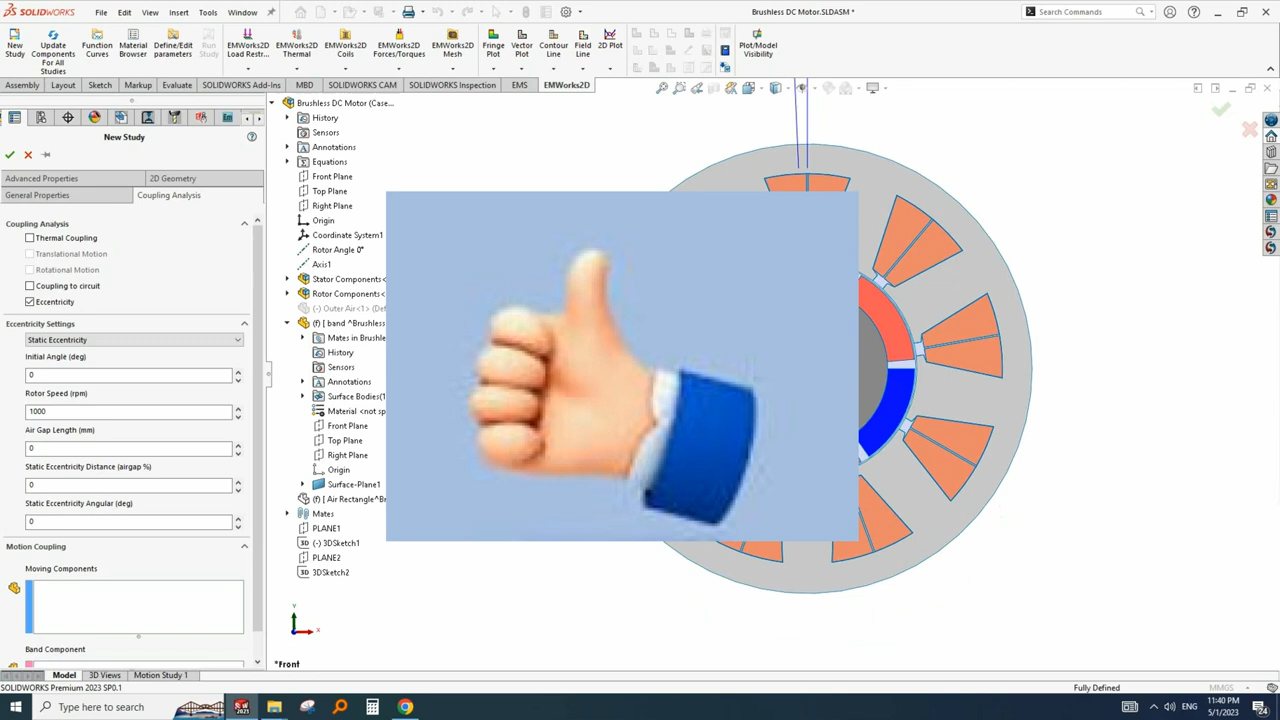 SOLIDWORKS File Edit View Insert Tools Window Brushless DC Motor.SLDASM * Search Commands
New Study
Update Components For All Studies
Function Curves
Material Browser
Define/Edit parameters
Run Study
EMWorks2D Load Restr...
EMWorks2D Thermal
EMWorks2D Coils
EMWorks2D Forces/Torques
EMWorks2D Mesh
Fringe Plot
Vector Plot
Contour Line
Field Line
2D Plot
Plot/Model Visibility
Assembly Layout Sketch Markup Evaluate SOLIDWORKS Add-Ins MBD SOLIDWORKS CAM SOLIDWORKS Inspection EMS EMWorks2D
New Study
Advanced Properties 2D Geometry
General Properties Coupling Analysis
Coupling Analysis
Thermal Coupling
Translational Motion
Rotational Motion
Coupling to circuit
Eccentricity
Eccentricity Settings
Static Eccentricity
Initial Angle (deg)
0
Rotor Speed (rpm)
1000
Air Gap Length (mm)
0
Static Eccentricity Distance (airgap %)
0
Static Eccentricity Angular (deg)
0
Motion Coupling
Moving Components
Band Component
Brushless DC Motor (Case...
History
Sensors
Annotations
Equations
Front Plane
Top Plane
Right Plane
Origin
Coordinate System1
Rotor Angle 0°
Axis1
Stator Components<
Rotor Components<
(-) Outer Air<1> (Def
(f) [ band ^Brushless
Mates in Brushle
History
Sensors
Annotations
Surface Bodies(1
Material <not sp
Front Plane
Top Plane
Right Plane
Origin
Surface-Plane1
(f) [ Air Rectangle^Br
Mates
PLANE1
3D (-) 3DSketch1
PLANE2
3D 3DSketch2
Y
X
*Front
Model 3D Views Motion Study 1
SOLIDWORKS Premium 2023 SP0.1 Fully Defined MMGS
Type here to search ENG 11:40 PM
5/1/2023
24